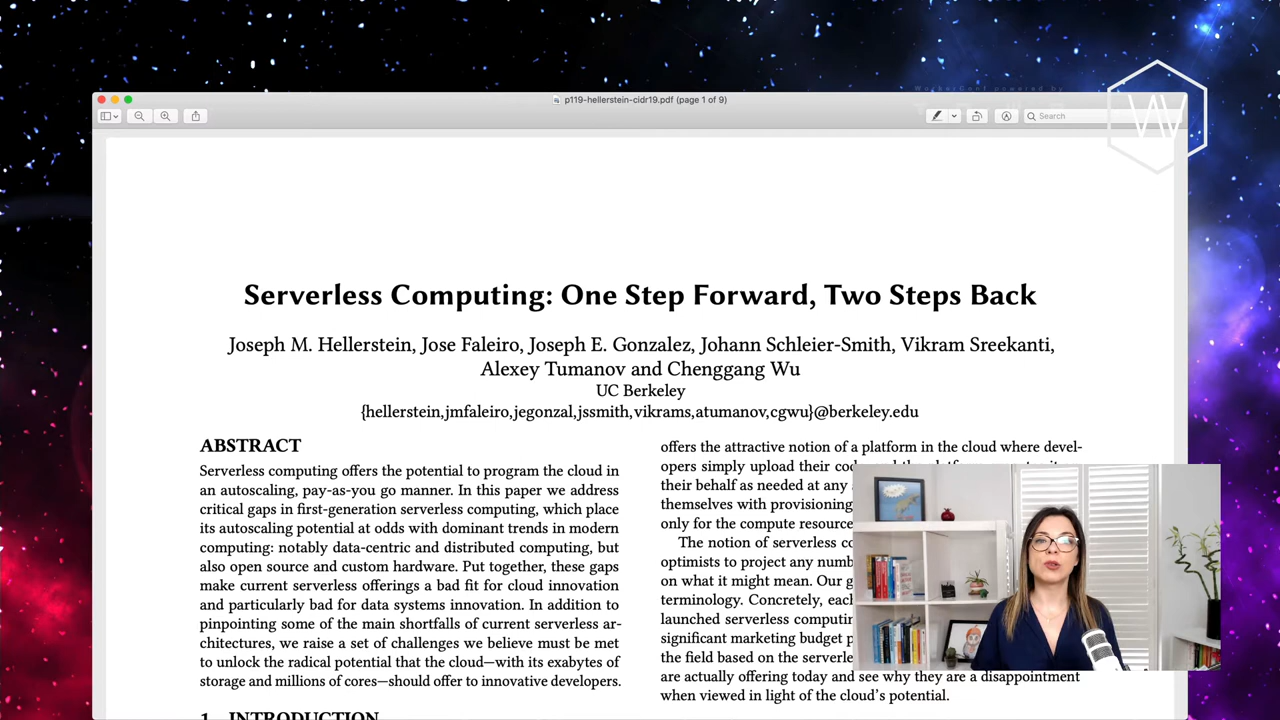 p119-hellerstein-cidr19.pdf (page 1 of 9)
Search
Serverless Computing: One Step Forward, Two Steps Back
Joseph M. Hellerstein, Jose Faleiro, Joseph E. Gonzalez, Johann Schleier-Smith, Vikram Sreekanti,
Alexey Tumanov and Chenggang Wu
UC Berkeley
{hellerstein,jmfaleiro,jegonzal,jssmith,vikrams,atumanov,cgwu}@berkeley.edu
ABSTRACT
Serverless computing offers the potential to program the cloud in
an autoscaling, pay-as-you go manner. In this paper we address
critical gaps in first-generation serverless computing, which place
its autoscaling potential at odds with dominant trends in modern
computing: notably data-centric and distributed computing, but
also open source and custom hardware. Put together, these gaps
make current serverless offerings a bad fit for cloud innovation
and particularly bad for data systems innovation. In addition to
pinpointing some of the main shortfalls of current serverless ar-
chitectures, we raise a set of challenges we believe must be met
to unlock the radical potential that the cloud—with its exabytes of
storage and millions of cores—should offer to innovative developers.
1 INTRODUCTION
offers the attractive notion of a platform in the cloud where devel-
opers simply upload their
their behalf as needed at any
themselves with provisioning
only for the compute resource
The notion of serverless
optimists to project any
on what it might mean. Our
terminology. Concretely,
launched serverless
significant marketing budget
the field based on the
are actually offering today and see why they are a disappointment
when viewed in light of the cloud's potential.
W